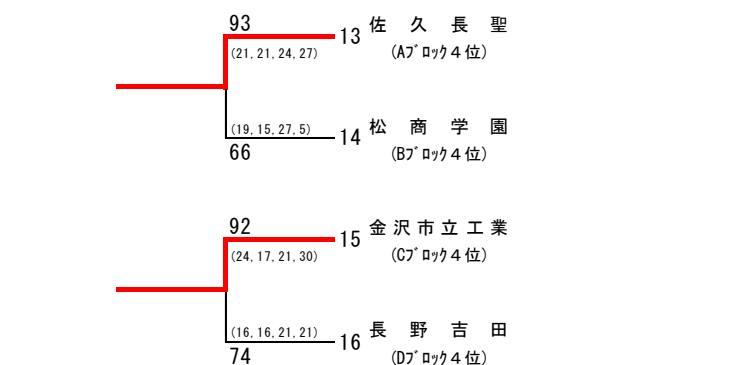 93
13 佐久長聖
(21,21,24,27) (Aﾌﾞﾛｯｸ４位)
(19,15,27,5) 14 松商学園
66 (Bﾌﾞﾛｯｸ４位)
92
15 金沢市立工業
(24,17,21,30) (Cﾌﾞﾛｯｸ４位)
(16,16,21,21) 16 長野吉田
74 (Dﾌﾞﾛｯｸ４位)